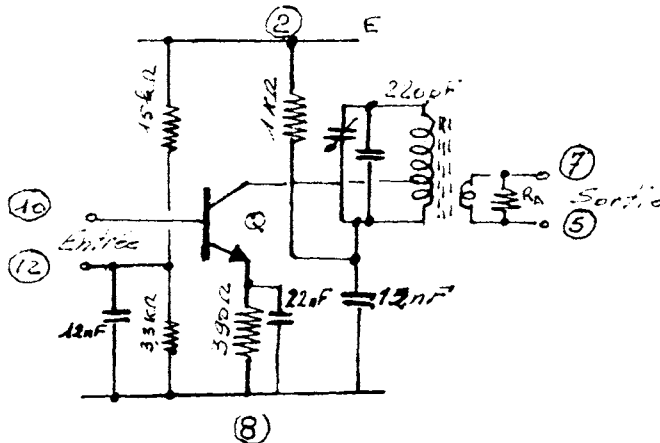 2
E
15kΩ
1kΩ
220pF
7
10
Q
RA
Sortie
Entrée
5
12
12nF
3,3kΩ
390Ω
22nF
12nF
(8)